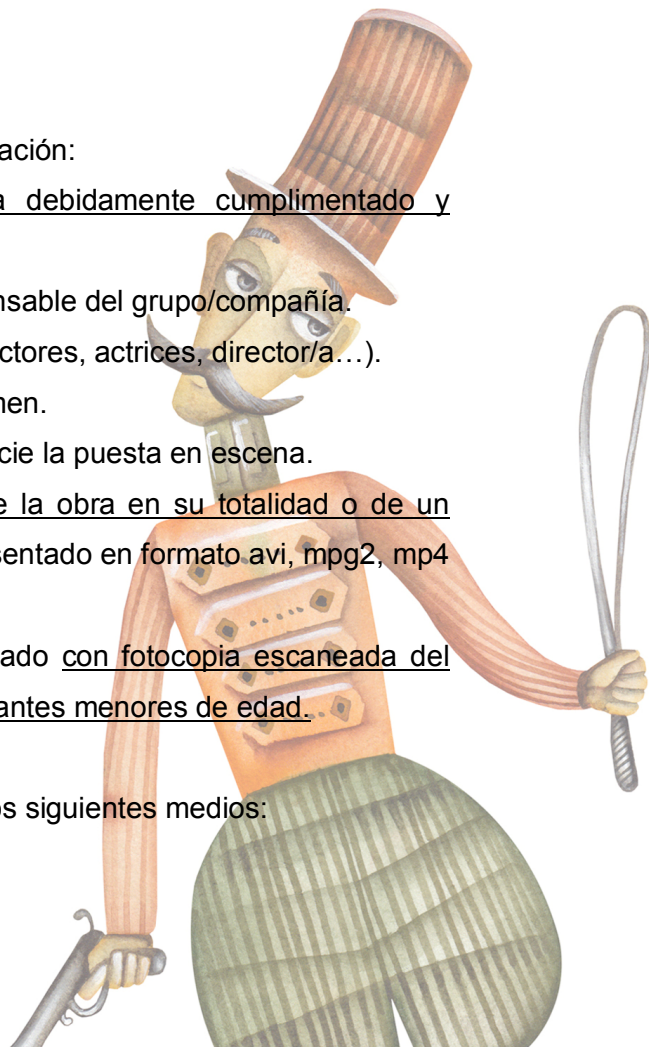 ación:
a debidamente cumplimentado y
nsable del grupo/compañía.
ctores, actrices, director/a…).
men.
cie la puesta en escena.
e la obra en su totalidad o de un
sentado en formato avi, mpg2, mp4
ado con fotocopia escaneada del
antes menores de edad.
os siguientes medios: